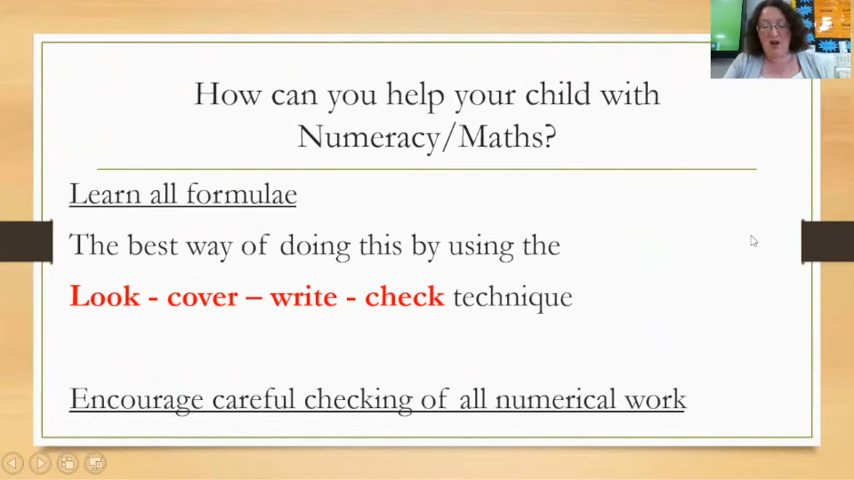 How can you help your child with
Numeracy/Maths?
Learn all formulae
The best way of doing this by using the
Look - cover – write - check technique
Encourage careful checking of all numerical work